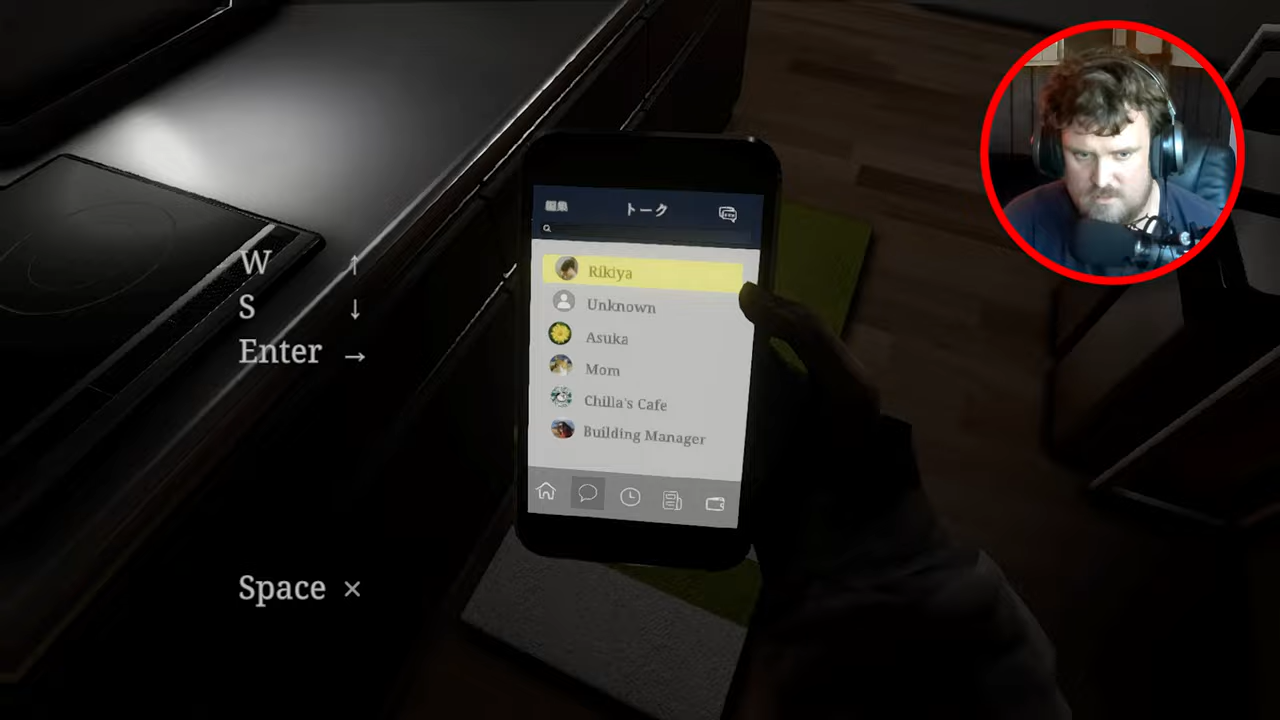 編集
トーク
Rikiya
Unknown
Asuka
Mom
Chilla's Cafe
Building Manager
W ↑
S ↓
Enter →
Space ×